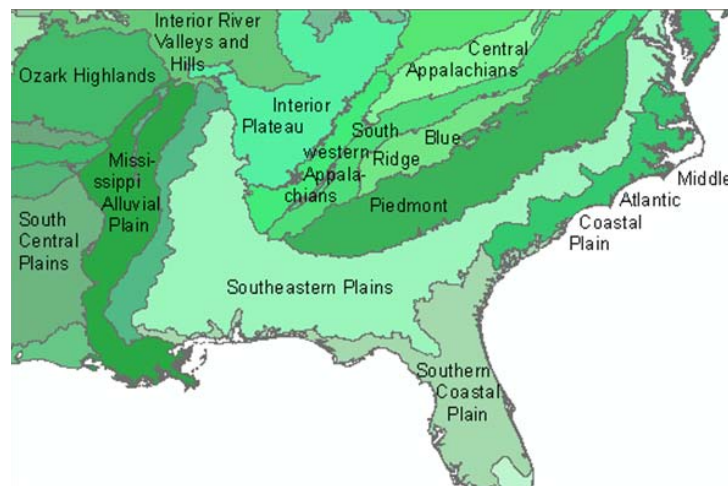 Interior River
Valleys and
Hills
Ozark Highlands
Central
Appalachians
Interior
Plateau
South
western
Appala-
chians
Blue
Ridge
Missi-
ssippi
Alluvial
Plain
Piedmont
Middle
Atlantic
Coastal
Plain
South
Central
Plains
Southeastern Plains
Southern
Coastal
Plain